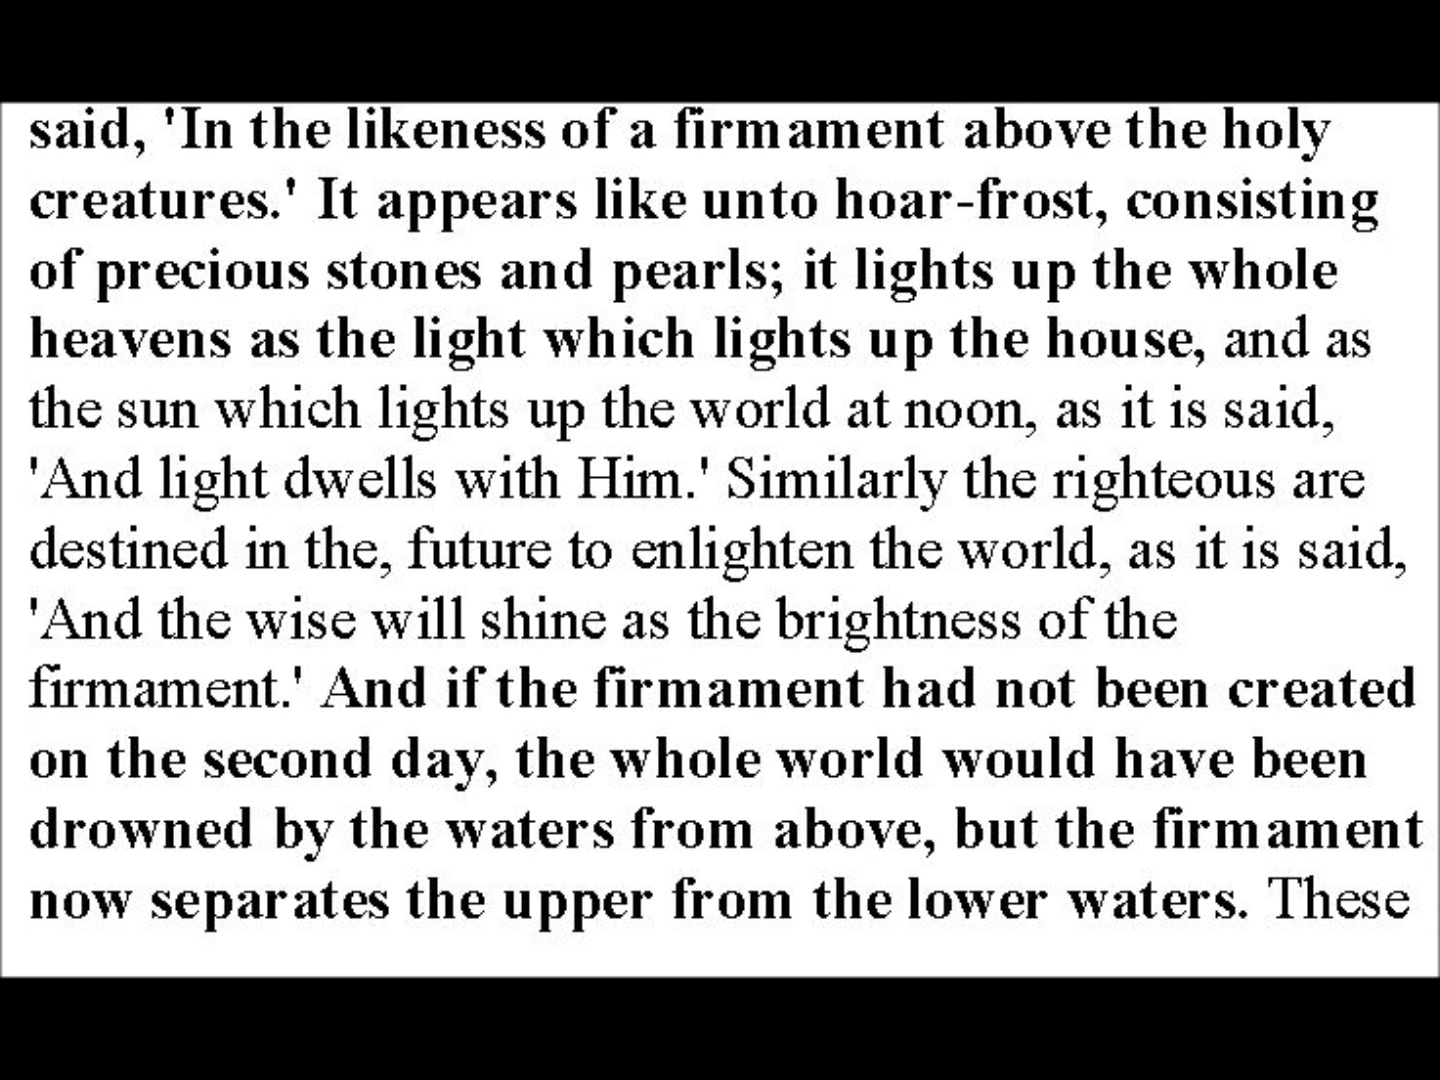 said, 'In the likeness of a firmament above the holy
creatures.' It appears like unto hoar-frost, consisting
of precious stones and pearls; it lights up the whole
heavens as the light which lights up the house, and as
the sun which lights up the world at noon, as it is said,
'And light dwells with Him.' Similarly the righteous are
destined in the, future to enlighten the world, as it is said,
'And the wise will shine as the brightness of the
firmament.' And if the firmament had not been created
on the second day, the whole world would have been
drowned by the waters from above, but the firmament
now separates the upper from the lower waters. These